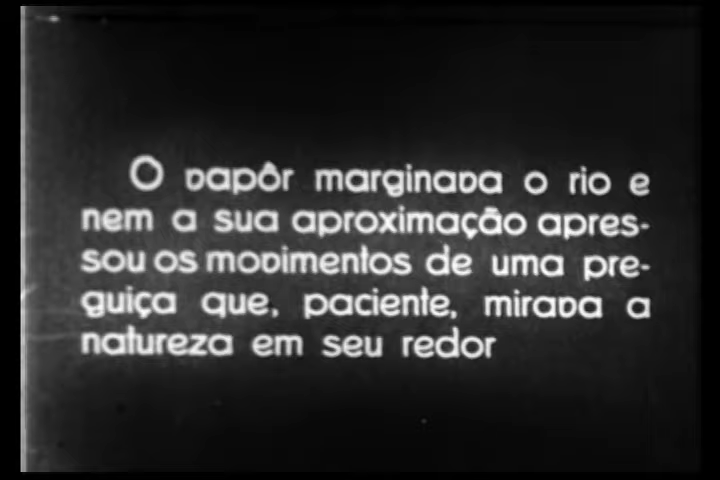 O vapôr marginava o rio e
nem a sua aproximação apres-
sou os movimentos de uma pre-
guiça que, paciente, mirava a
natureza em seu redor